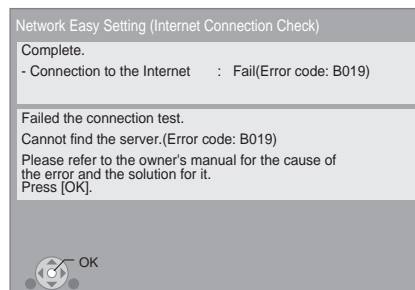 Network Easy Setting (Internet Connection Check)
Complete.
- Connection to the Internet : Fail(Error code: B019)
Failed the connection test.
Cannot find the server.(Error code: B019)
Please refer to the owner's manual for the cause of
the error and the solution for it.
Press [OK].
OK